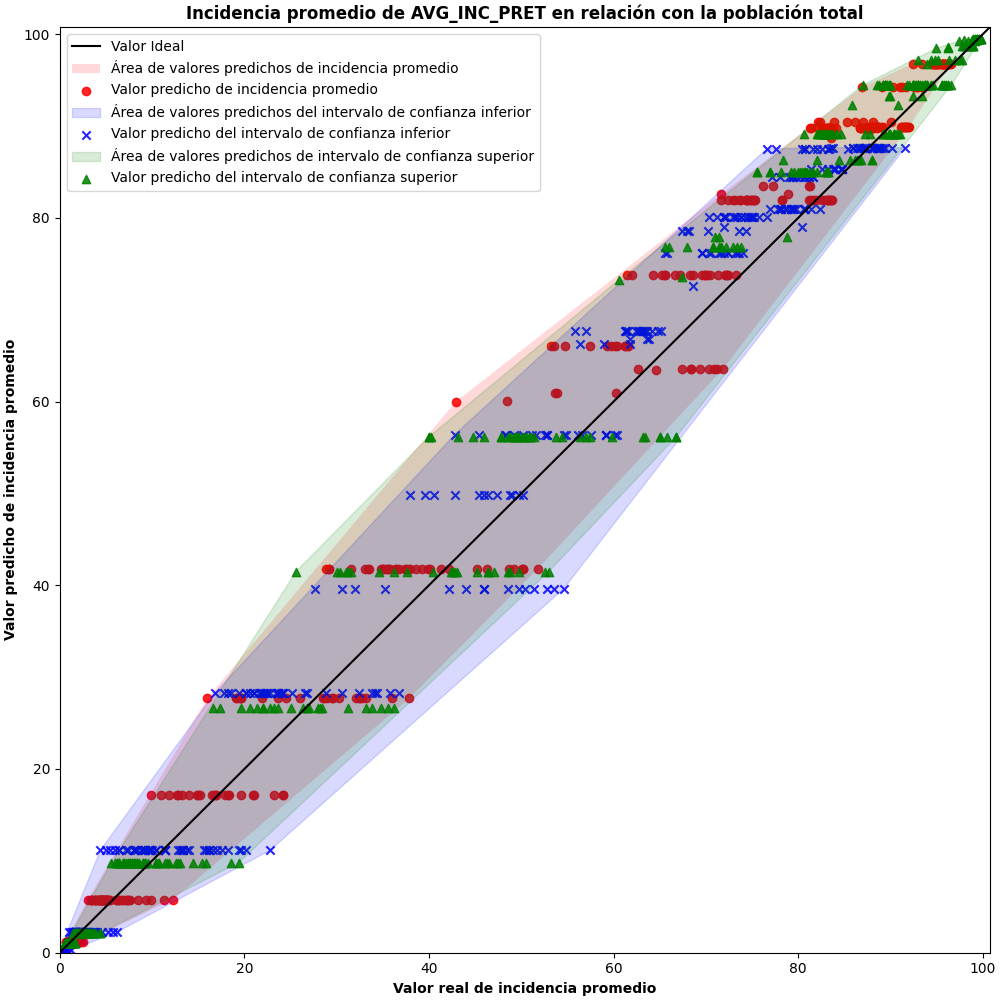 Incidencia promedio de AVG_INC_PRET en relación con la población total
Valor Ideal
Área de valores predichos de incidencia promedio
Valor predicho de incidencia promedio
Área de valores predichos del intervalo de confianza inferior
Valor predicho del intervalo de confianza inferior
Área de valores predichos de intervalo de confianza superior
Valor predicho del intervalo de confianza superior
Valor predicho de incidencia promedio
100
80
60
40
20
0
0
20
40
60
80
100
Valor real de incidencia promedio